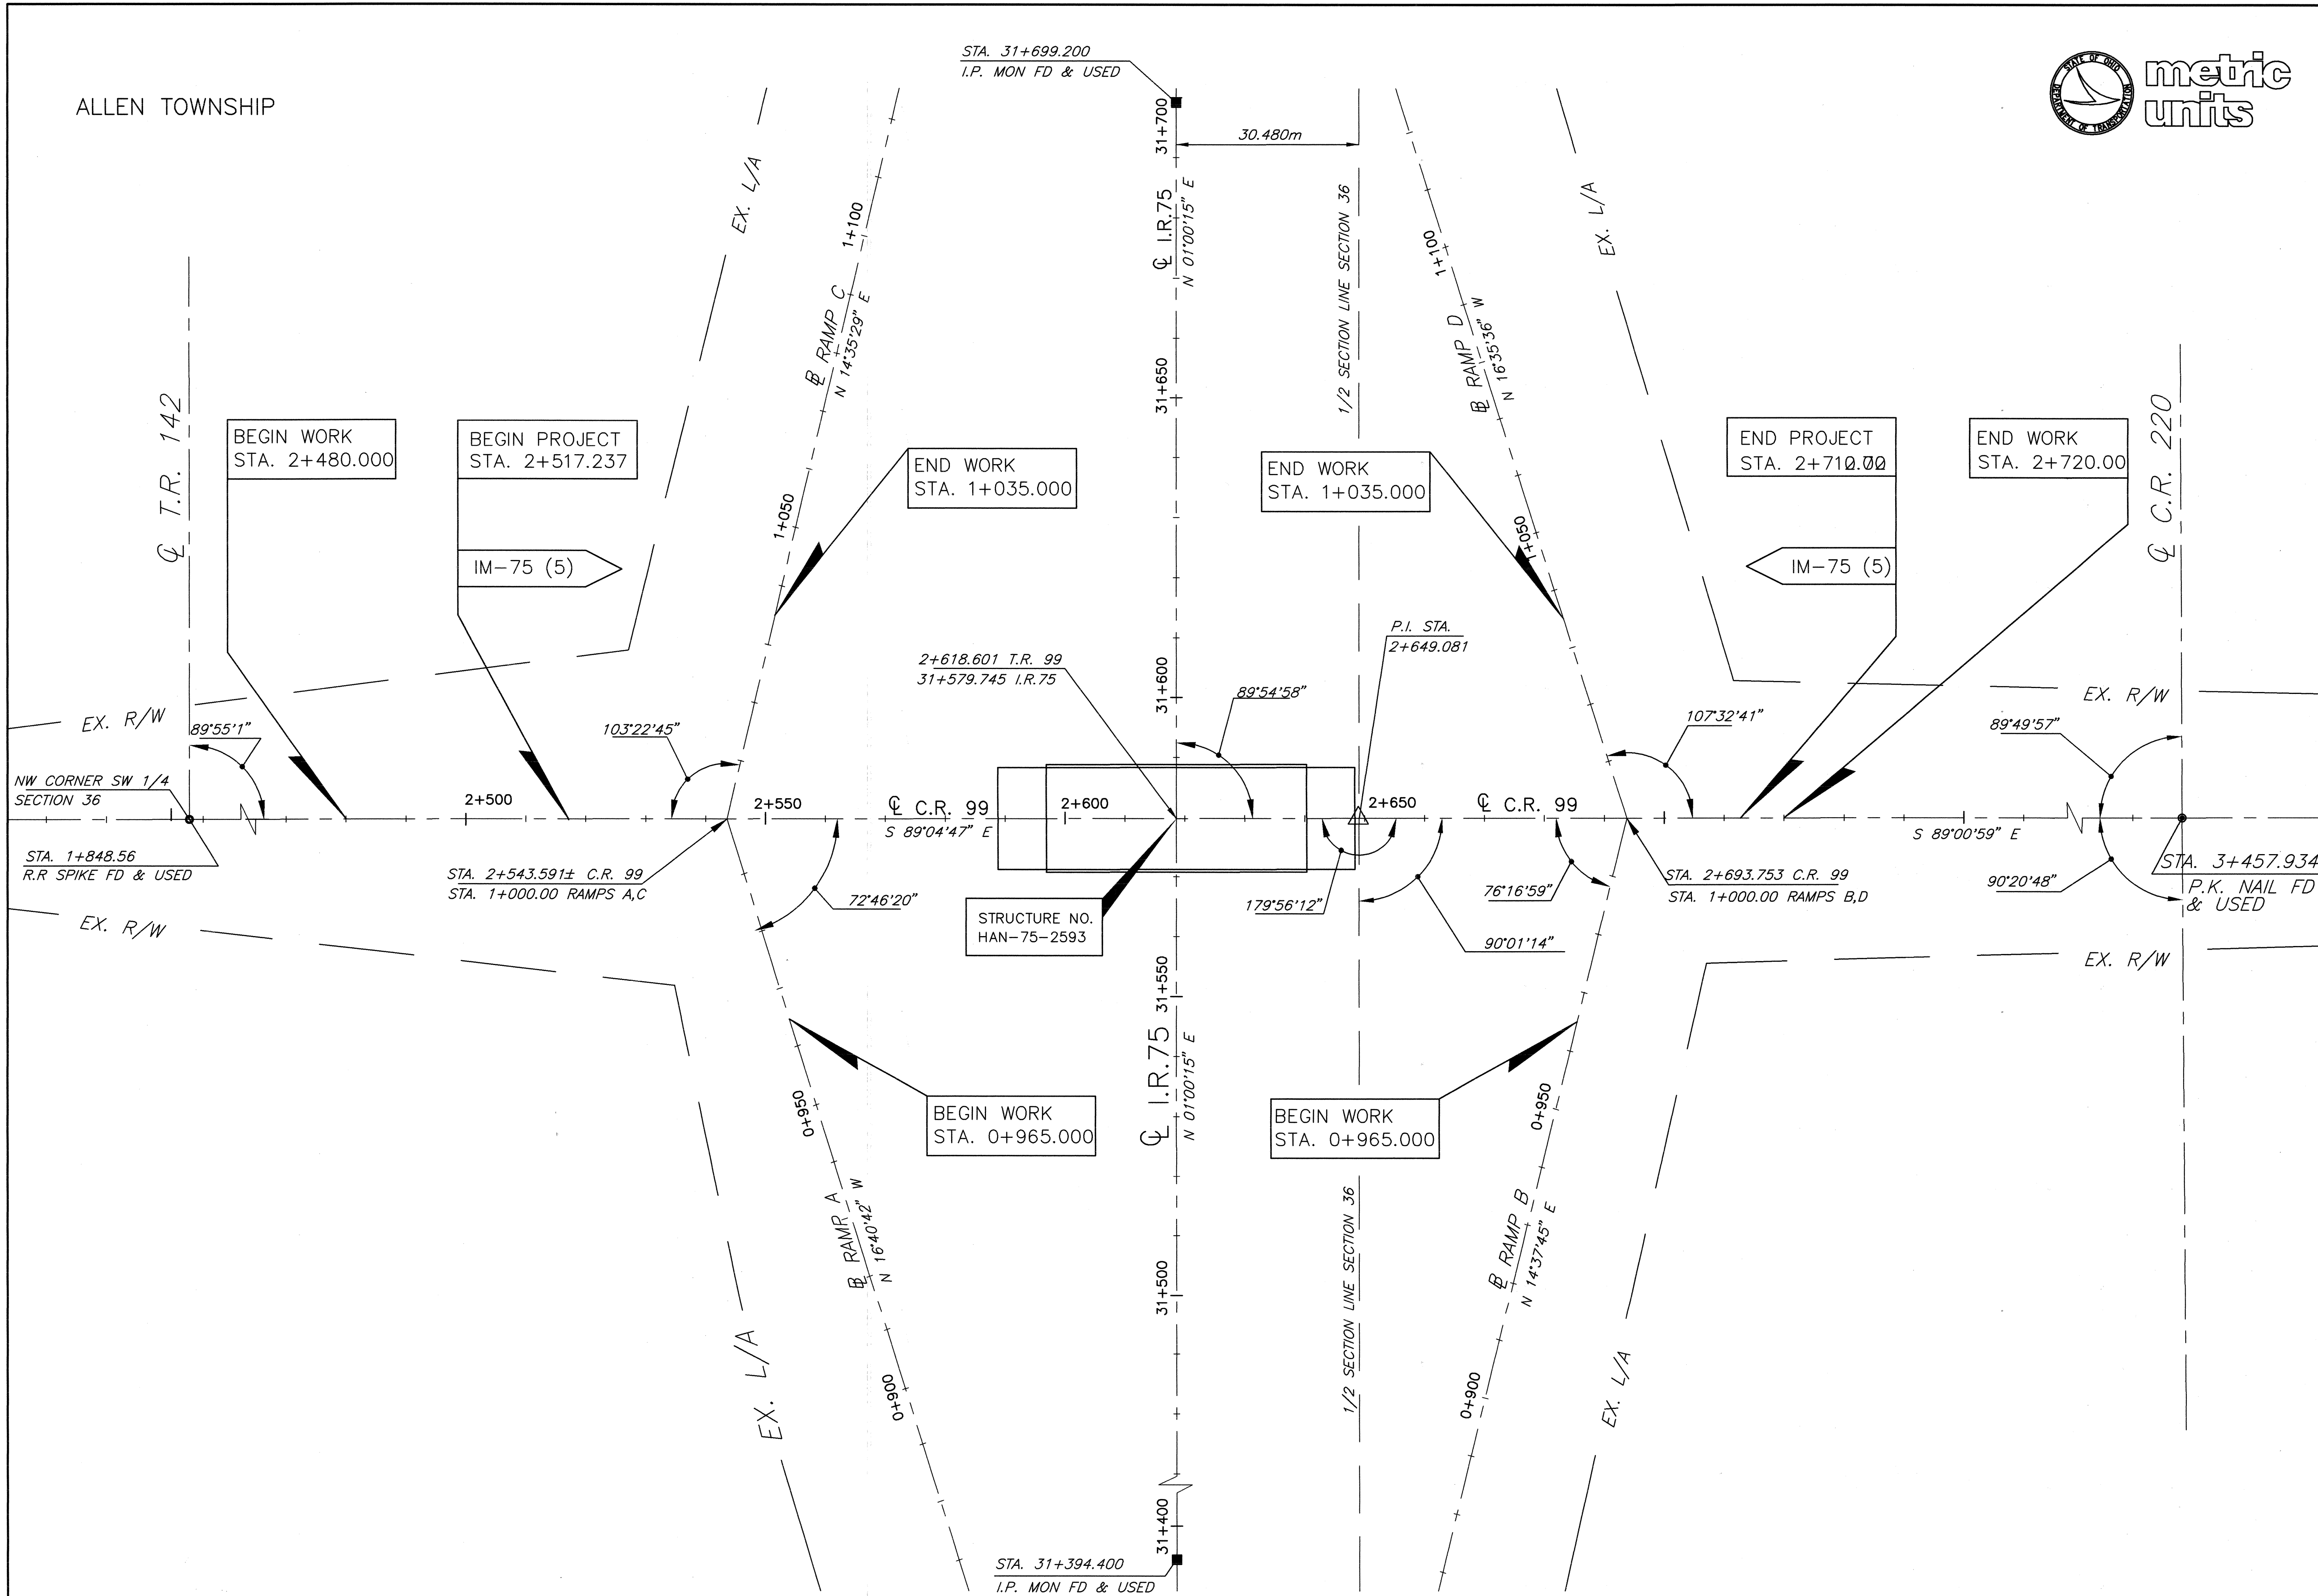 ALLEN TOWNSHIP
STA. 31+699.200
I.P. MON FD & USED
STATE OF OHIO
DEPARTMENT OF TRANSPORTATION
metric
units
30.480m
31+700
℄ I.R.75
N 01°00'15" E
1/2 SECTION LINE SECTION 36
EX. L/A
1+100
℄ RAMP C
N 14°35'29" E
1+050
1+100
℄ RAMP D
N 16°35'36" W
1+050
EX. L/A
31+650
℄ T.R. 142
BEGIN WORK
STA. 2+480.000
BEGIN PROJECT
STA. 2+517.237
IM-75 (5)
END WORK
STA. 1+035.000
END WORK
STA. 1+035.000
END PROJECT
STA. 2+710.
IM-75 (5)
END WORK
STA. 2+720.00
℄ C.R. 220
2+618.601 T.R. 99
31+579.745 I.R.75
31+600
89°54'58"
P.I. STA.
2+649.081
EX. R/W
89°55'1"
103°22'45"
107°32'41"
EX. R/W
89°49'57"
NW CORNER SW 1/4
SECTION 36
2+500
2+550
℄ C.R. 99
S 89°04'47" E
2+600
2+650
℄ C.R. 99
S 89°00'59" E
STA. 1+848.56
R.R SPIKE FD & USED
STA. 2+543.591± C.R. 99
STA. 1+000.00 RAMPS A,C
72°46'20"
STRUCTURE NO.
HAN-75-2593
179°56'12"
90°01'14"
76°16'59"
STA. 2+693.753 C.R. 99
STA. 1+000.00 RAMPS B,D
90°20'48"
STA. 3+457.934
P.K. NAIL FD
& USED
EX. R/W
EX. R/W
31+550
℄ I.R.75
N 01°00'15" E
BEGIN WORK
STA. 0+965.000
BEGIN WORK
STA. 0+965.000
0+950
℄ RAMP A
N 16°40'42" W
0+900
0+950
℄ RAMP B
N 14°37'45" E
0+900
31+500
1/2 SECTION LINE SECTION 36
EX. L/A
EX. L/A
31+400
STA. 31+394.400
I.P. MON FD & USED